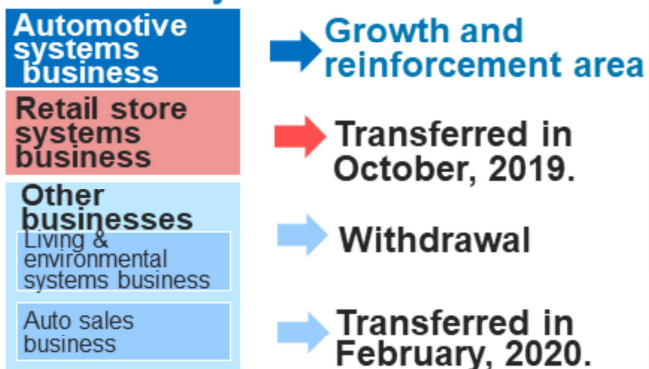 Automotive
systems
business
Growth and
reinforcement area
Retail store
systems
business
Transferred in
October, 2019.
Other
businesses
Living &
environmental
systems business
Withdrawal
Auto sales
business
Transferred in
February, 2020.